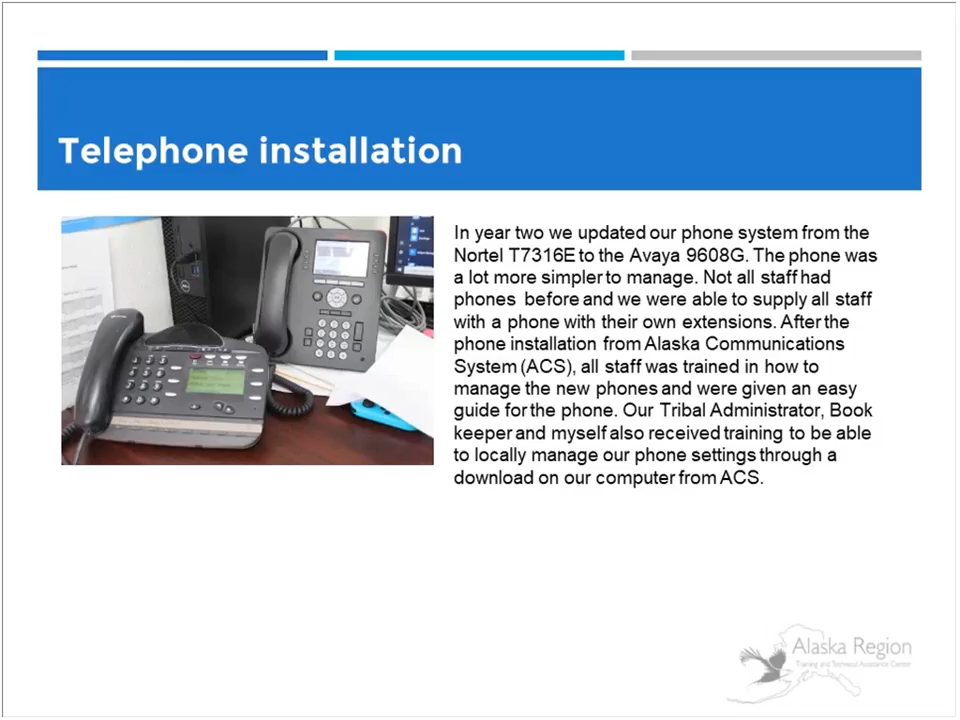 Telephone installation
In year two we updated our phone system from the
Nortel T7316E to the Avaya 9608G. The phone was
a lot more simpler to manage. Not all staff had
phones before and we were able to supply all staff
with a phone with their own extensions. After the
phone installation from Alaska Communications
System (ACS), all staff was trained in how to
manage the new phones and were given an easy
guide for the phone. Our Tribal Administrator, Book
keeper and myself also received training to be able
to locally manage our phone settings through a
download on our computer from ACS.
Alaska Region
Training and Technical Assistance Center